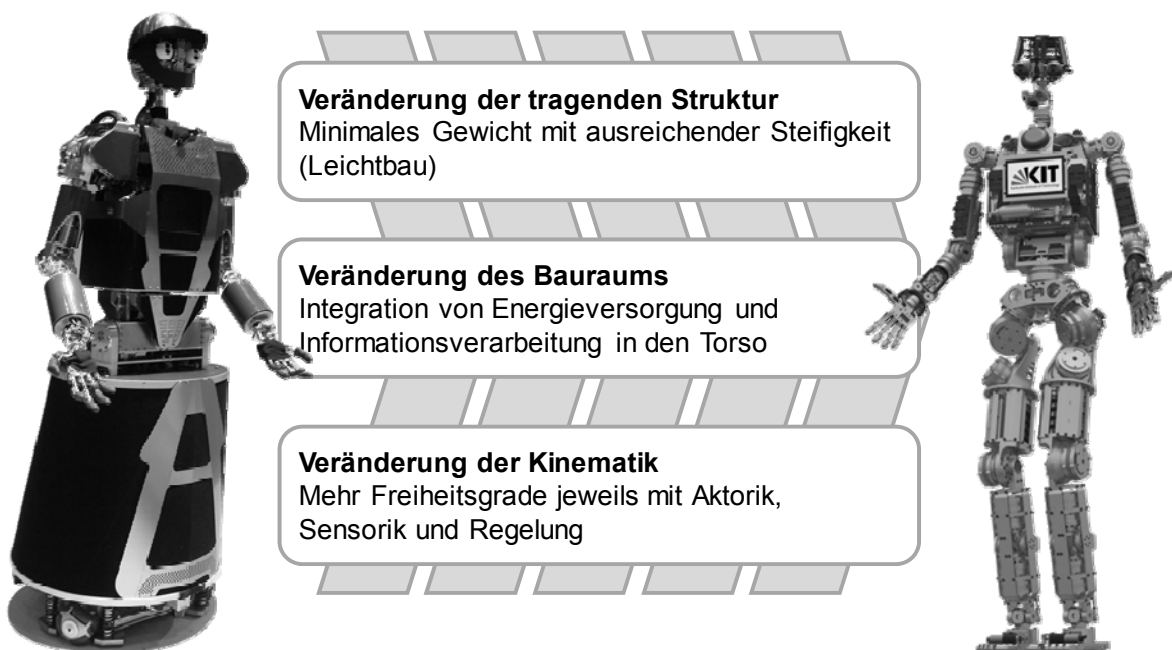 Veränderung der tragenden Struktur
Minimales Gewicht mit ausreichender Steifigkeit
(Leichtbau)
KIT
Veränderung des Bauraums
Integration von Energieversorgung und
Informationsverarbeitung in den Torso
Veränderung der Kinematik
Mehr Freiheitsgrade jeweils mit Aktorik,
Sensorik und Regelung